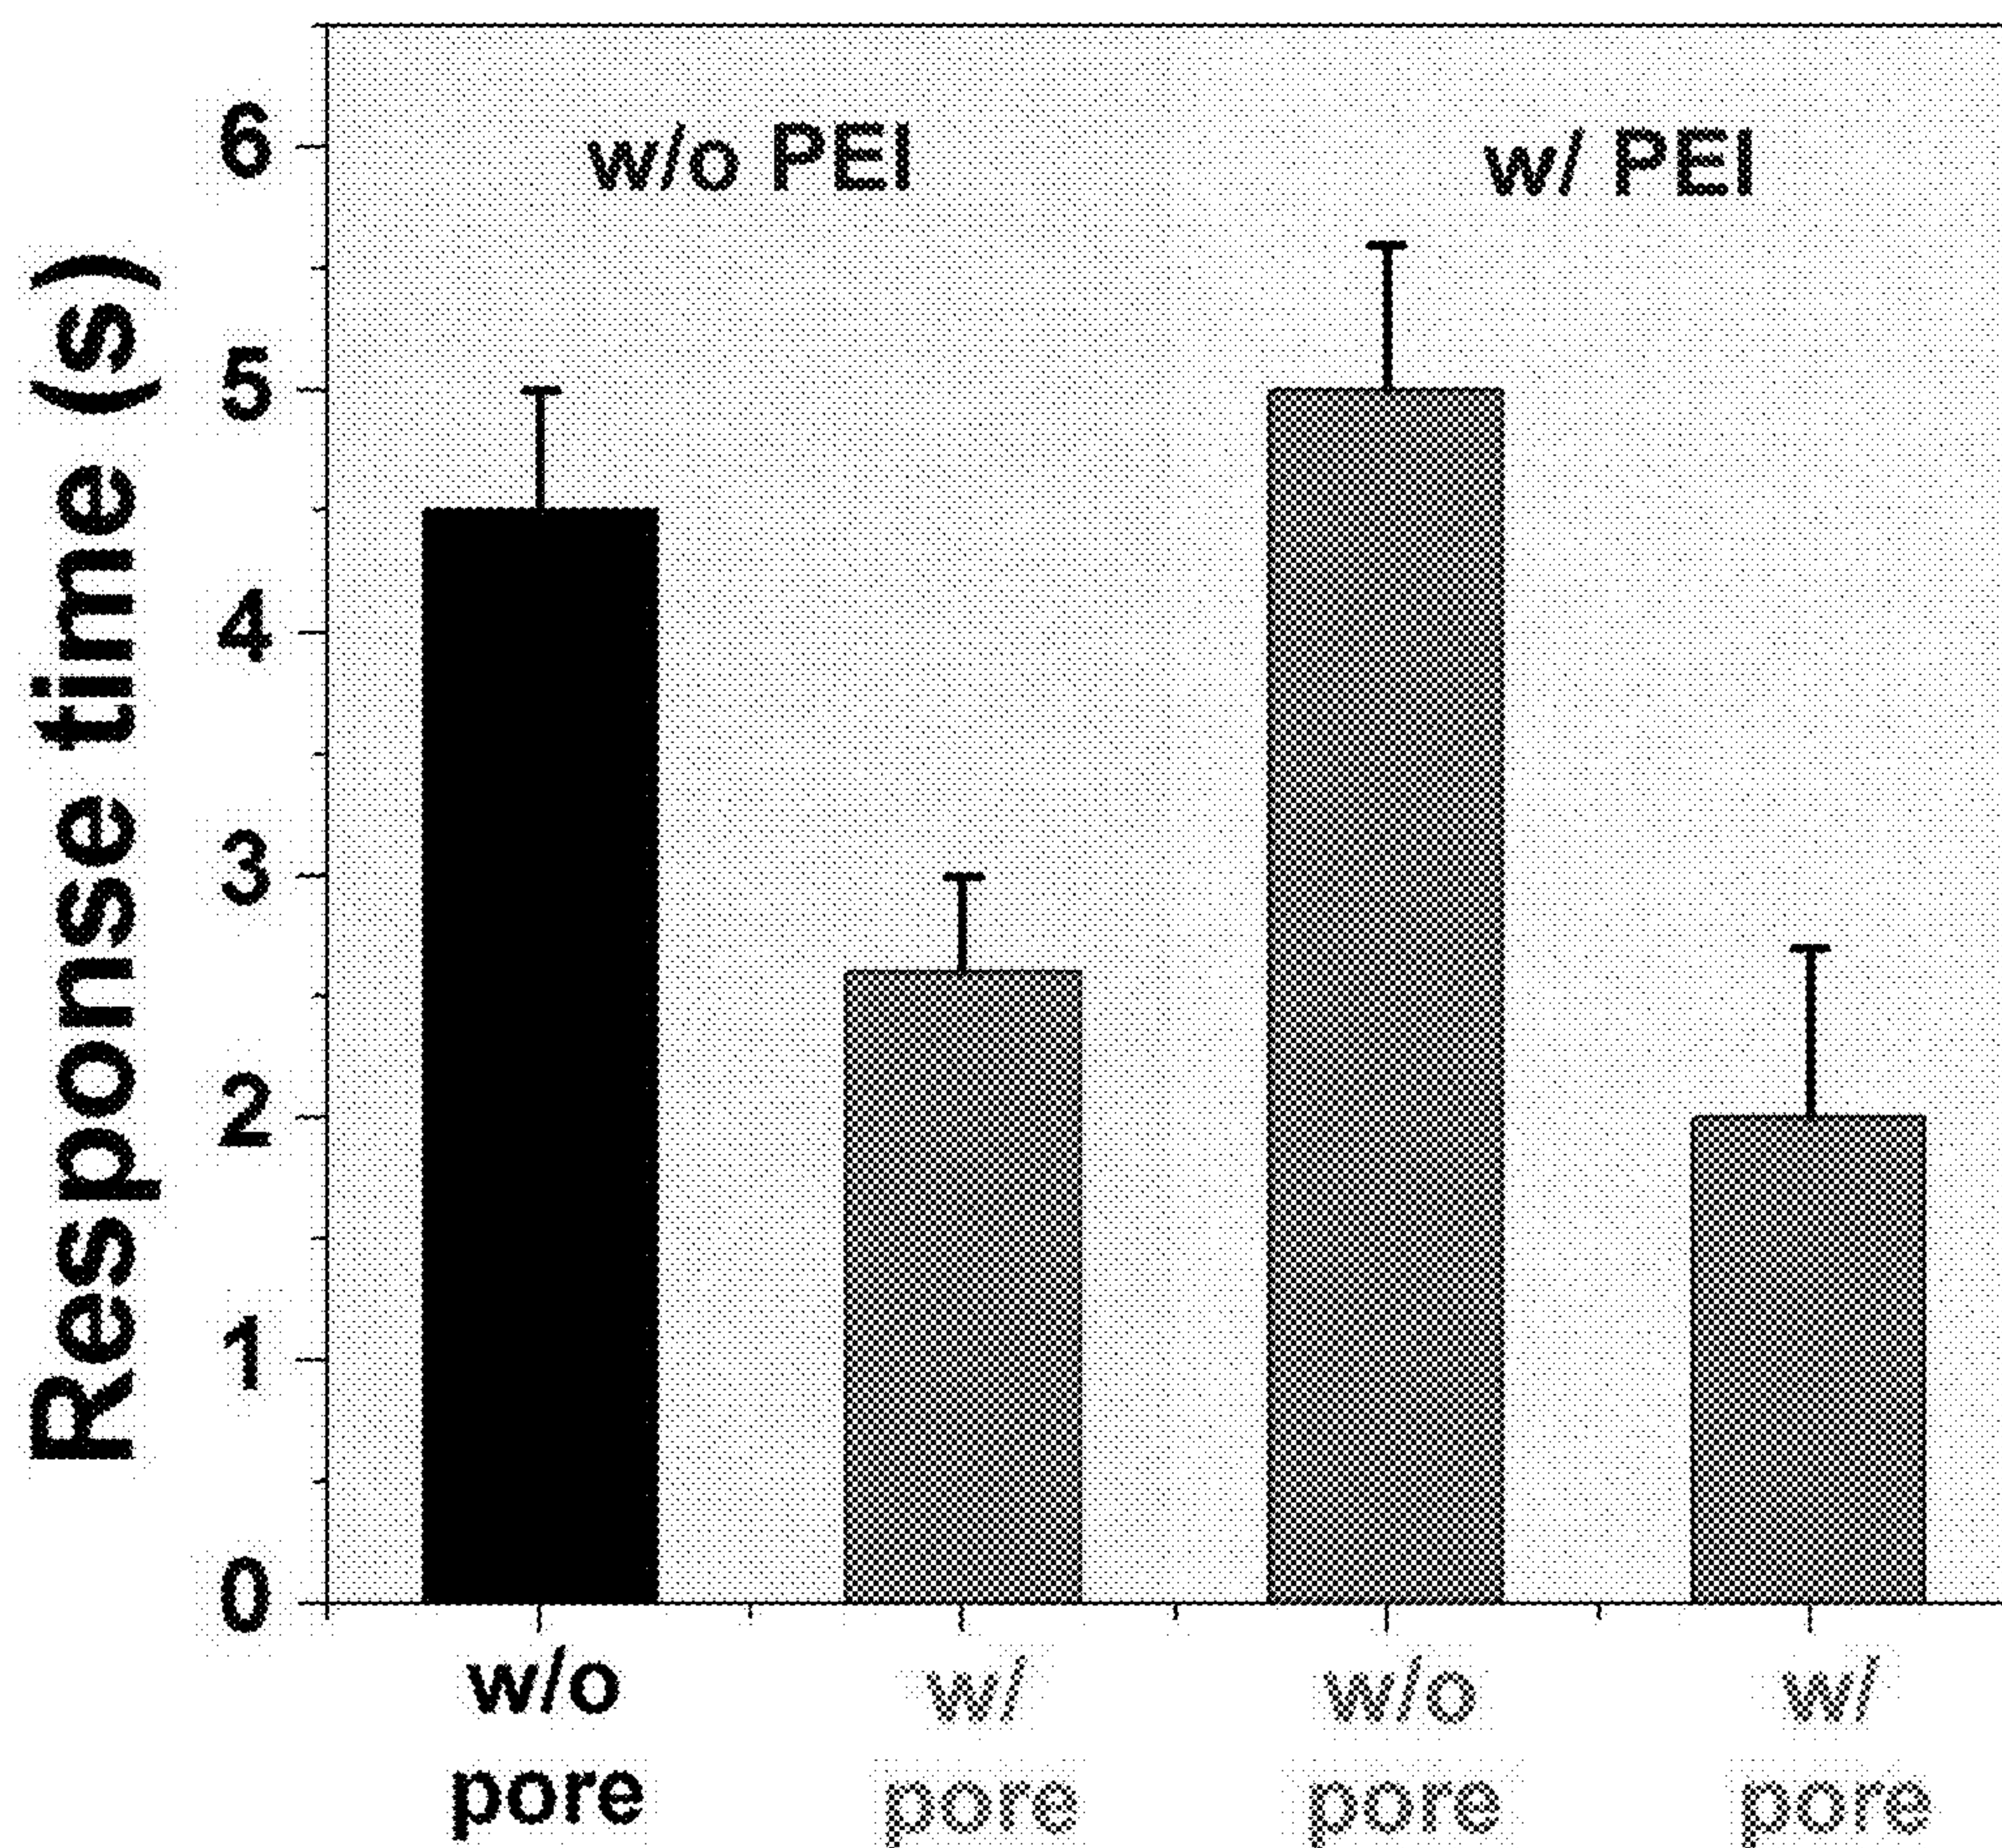 Response time (s)
6
5
4
3
2
1
0
w/o PEI
w/ PEI
w/o
pore
w/
pore
w/o
pore
w/
pore